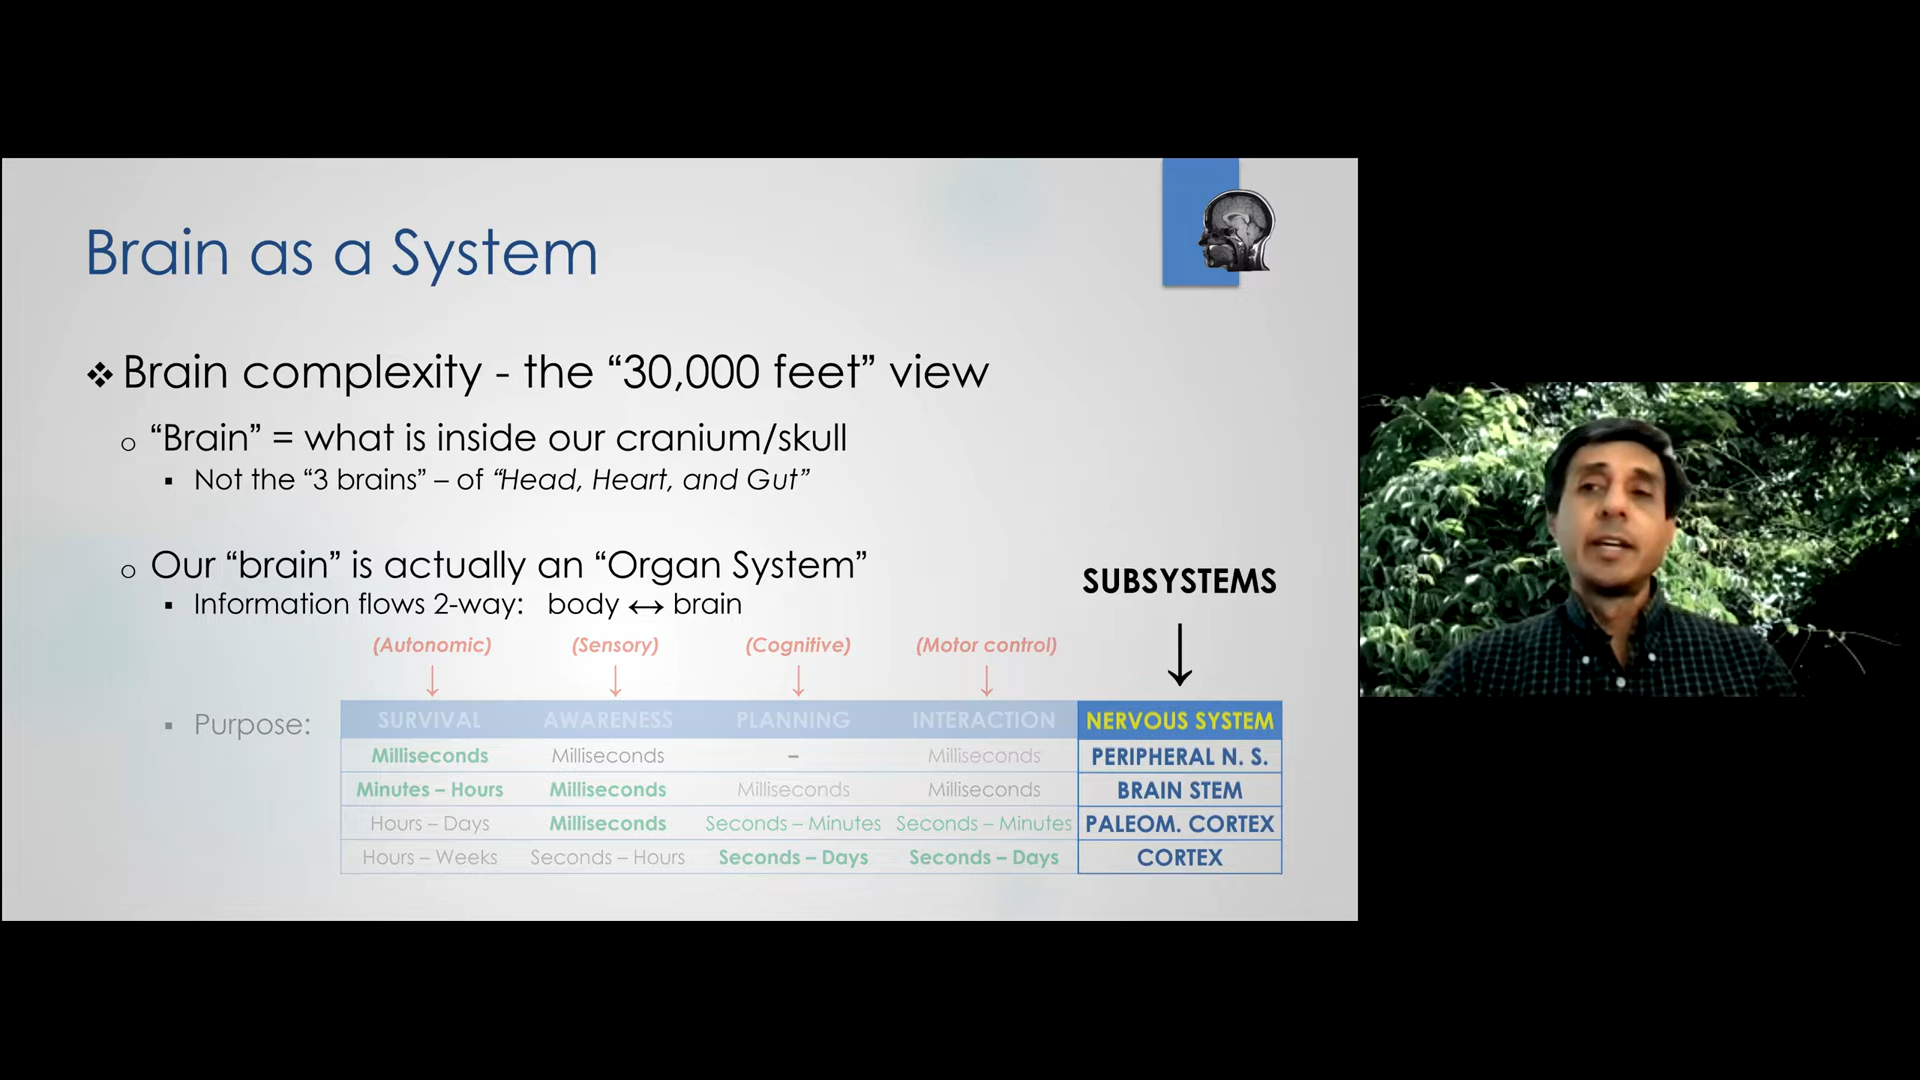 Brain as a System
❖ Brain complexity - the “30,000 feet” view
o “Brain” = what is inside our cranium/skull
▪ Not the “3 brains” – of “Head, Heart, and Gut”
o Our “brain” is actually an “Organ System”
SUBSYSTEMS
▪ Information flows 2-way: body ↔ brain
(Autonomic) (Sensory) (Cognitive) (Motor control)
▪ Purpose: SURVIVAL AWARENESS PLANNING INTERACTION NERVOUS SYSTEM
Milliseconds Milliseconds – Milliseconds PERIPHERAL N. S.
Minutes – Hours Milliseconds Milliseconds Milliseconds BRAIN STEM
Hours – Days Milliseconds Seconds – Minutes Seconds – Minutes PALEOM. CORTEX
Hours – Weeks Seconds – Hours Seconds – Days Seconds – Days CORTEX